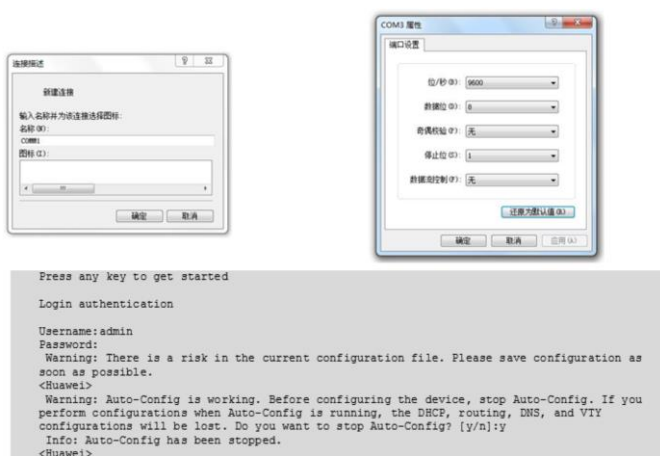 连接描述
新建连接
输入名称并为该连接选择图标:
名称(N):
COMM1
图标(I):
确定
取消
COM3 属性
端口设置
位/秒(B): 9600
数据位(D): 8
奇偶校验(P): 无
停止位(S): 1
数据流控制(F): 无
还原为默认值(R)
确定
取消
应用(A)
Press any key to get started
Login authentication
Username:admin
Password:
Warning: There is a risk in the current configuration file. Please save configuration as
soon as possible.
<Huawei>
Warning: Auto-Config is working. Before configuring the device, stop Auto-Config. If you
perform configurations when Auto-Config is running, the DHCP, routing, DNS, and VTY
configurations will be lost. Do you want to stop Auto-Config? [y/n]:y
Info: Auto-Config has been stopped.
<Huawei>